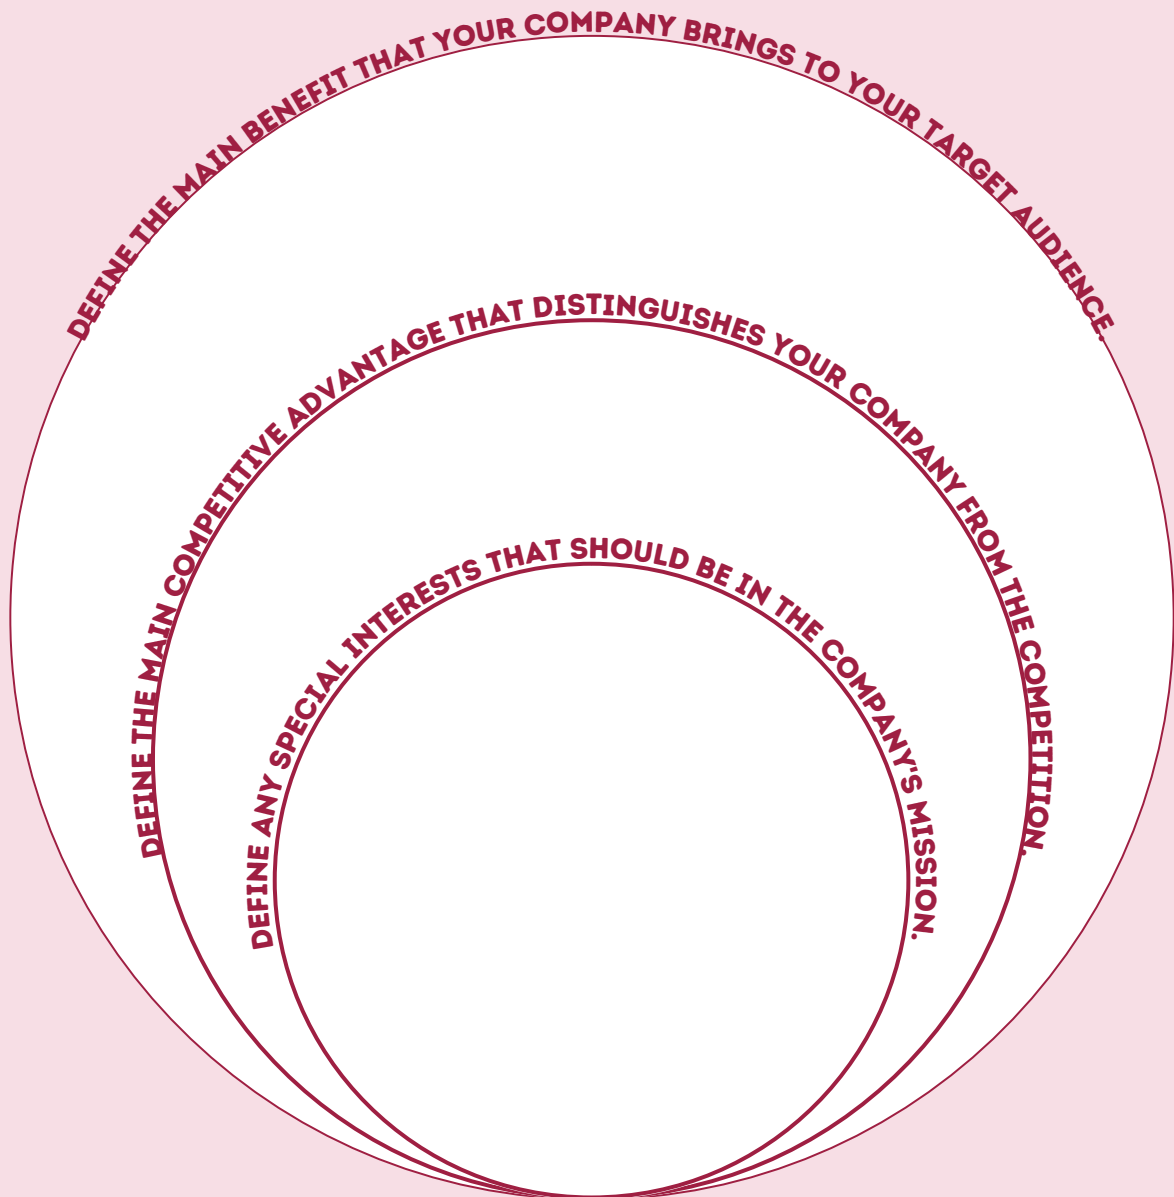 DEFINE THE MAIN BENEFIT THAT YOUR COMPANY BRINGS TO YOUR TARGET AUDIENCE.
DEFINE THE MAIN COMPETITIVE ADVANTAGE THAT DISTINGUISHES YOUR COMPANY FROM THE COMPETITION.
DEFINE ANY SPECIAL INTERESTS THAT SHOULD BE IN THE COMPANY'S MISSION.